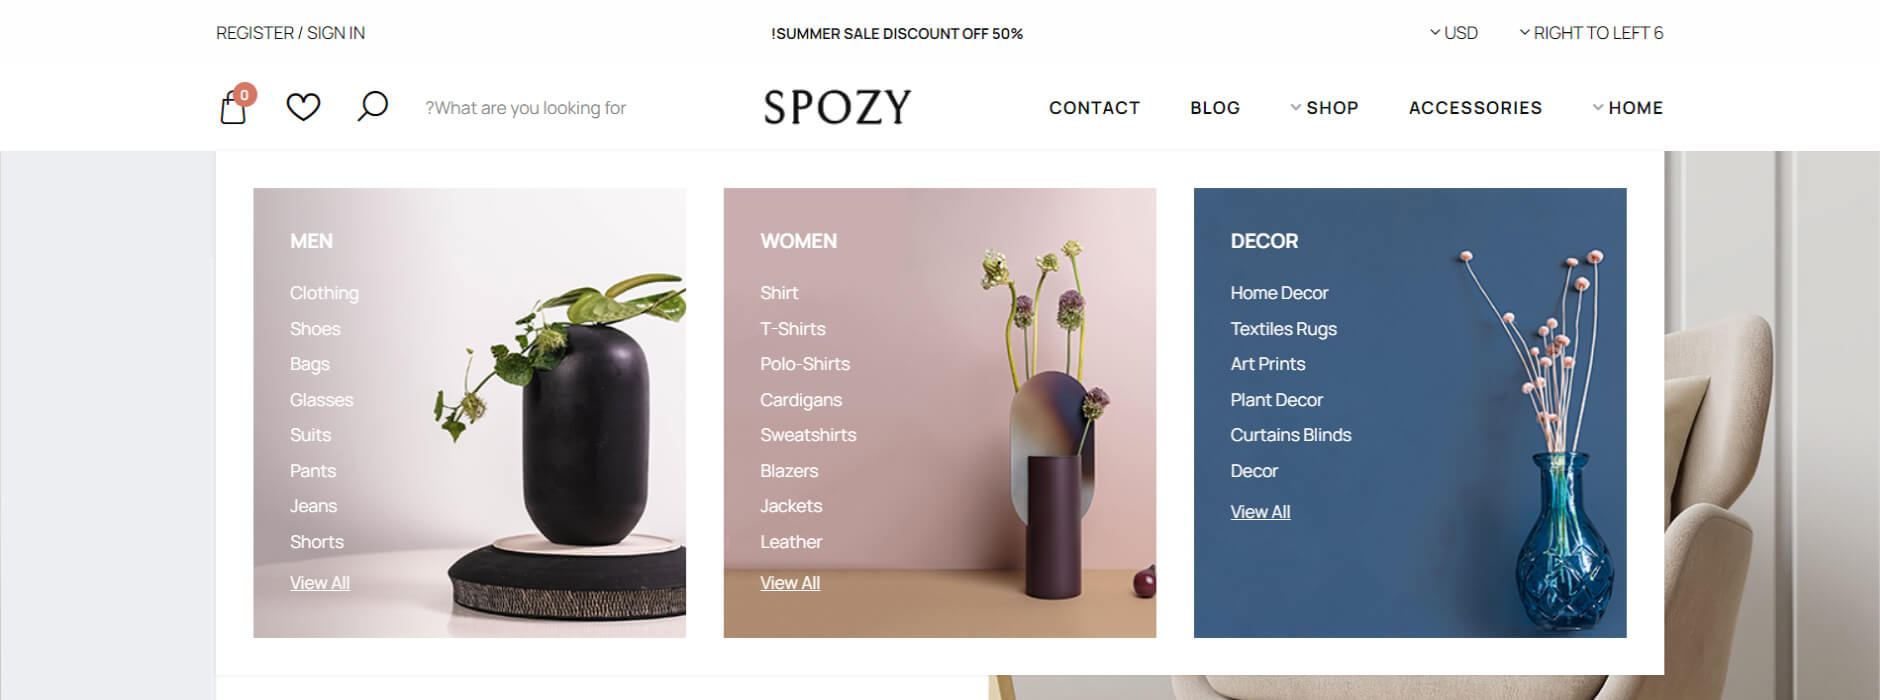 REGISTER / SIGN IN
!SUMMER SALE DISCOUNT OFF 50%
USD
RIGHT TO LEFT 6
0
?What are you looking for
SPOZY
CONTACT
BLOG
SHOP
ACCESSORIES
HOME
MEN
Clothing
Shoes
Bags
Glasses
Suits
Pants
Jeans
Shorts
View All
WOMEN
Shirt
T-Shirts
Polo-Shirts
Cardigans
Sweatshirts
Blazers
Jackets
Leather
View All
DECOR
Home Decor
Textiles Rugs
Art Prints
Plant Decor
Curtains Blinds
Decor
View All